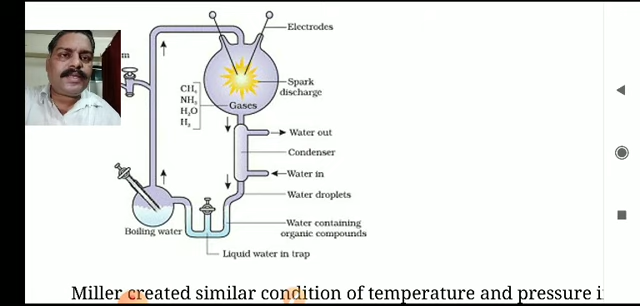 Electrodes
m
Spark
discharge
CH₄
NH₃
H₂O
H₂
Gases
Water out
Condenser
Water in
Water droplets
Water containing
organic compounds
Boiling water
Liquid water in trap
Miller created similar condition of temperature and pressure i